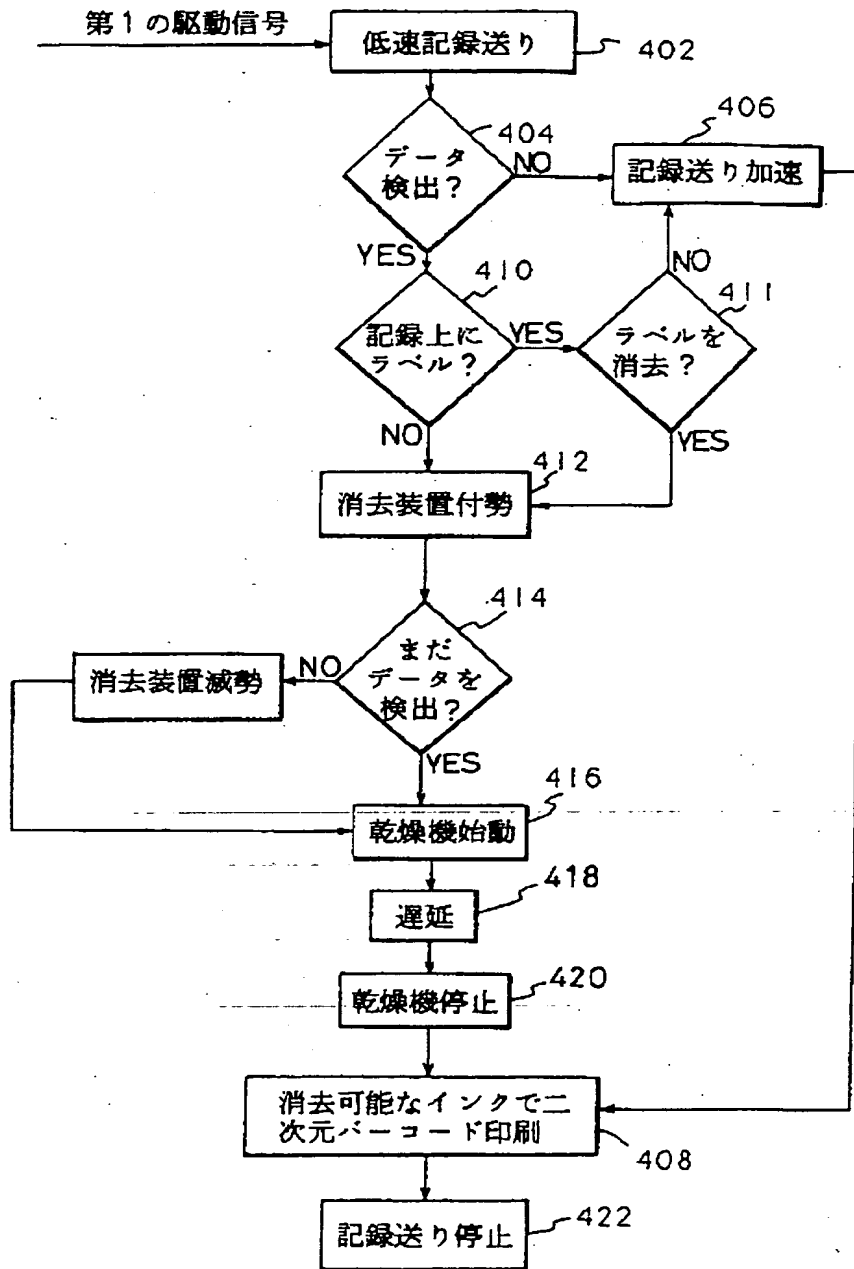 第1の駆動信号
低速記録送り
402
404
データ
検出?
NO
406
記録送り加速
YES
410
記録上に
ラベル?
YES
NO
411
ラベルを
消去?
NO
YES
412
消去装置付勢
414
まだ
データを
検出?
NO
消去装置滅勢
YES
416
乾燥機始動
418
遅延
420
乾燥機停止
消去可能なインクで二
次元バーコード印刷
408
記録送り停止
422